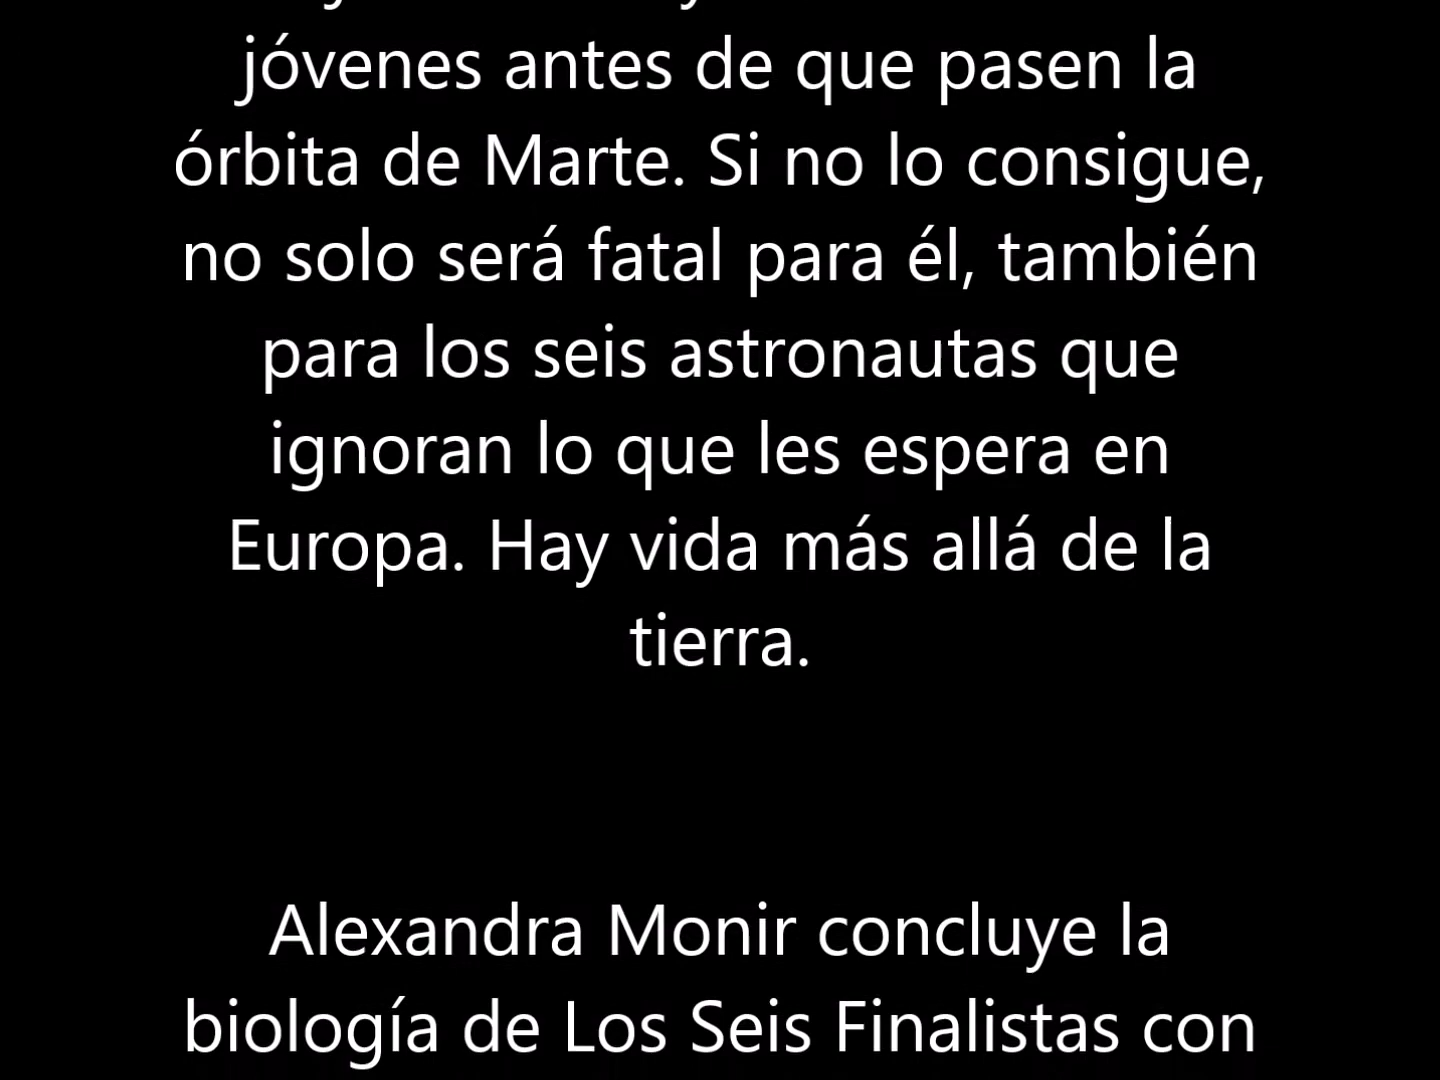 jóvenes antes de que pasen la
órbita de Marte. Si no lo consigue,
no solo será fatal para él, también
para los seis astronautas que
ignoran lo que les espera en
Europa. Hay vida más allá de la
tierra.
Alexandra Monir concluye la
biología de Los Seis Finalistas con